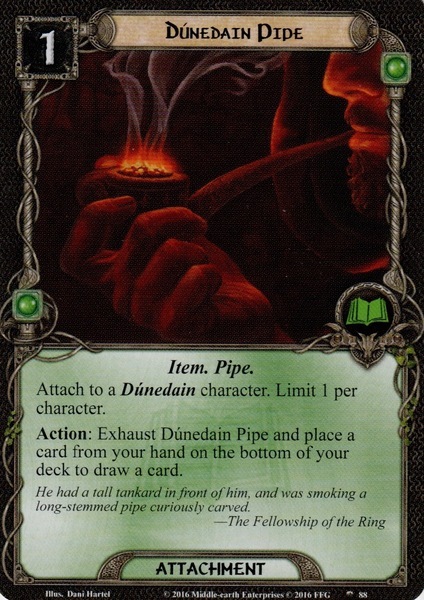 1
DÚNEDAIN PIPE
Item. Pipe.
Attach to a Dúnedain character. Limit 1 per
character.
Action: Exhaust Dúnedain Pipe and place a
card from your hand on the bottom of your
deck to draw a card.
He had a tall tankard in front of him, and was smoking a
long-stemmed pipe curiously carved.
—The Fellowship of the Ring
ATTACHMENT
Illus. Dani Hartel © 2016 Middle-earth Enterprises © 2016 FFG 88